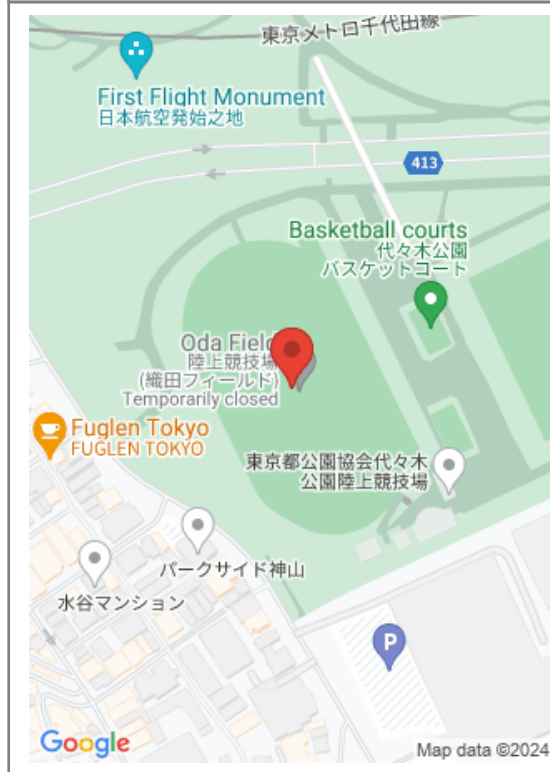 東京メトロ千代田線
First Flight Monument
日本航空発始之地
413
Basketball courts
代々木公園
バスケットコート
Oda Field
陸上競技場
(織田フィールド)
Temporarily closed
Fuglen Tokyo
FUGLEN TOKYO
東京都公園協会代々木
公園陸上競技場
パークサイド神山
水谷マンション
P
Google
Map data ©2024